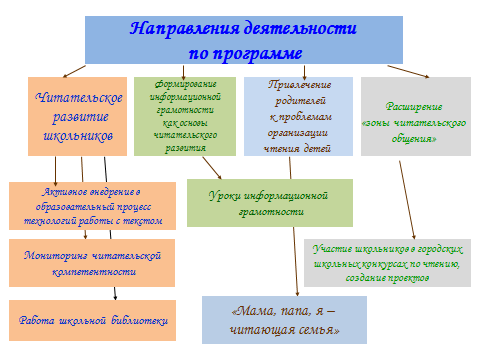 Направления деятельности
по программе
Читательское
развитие
школьников
формирование
информационной
грамотности
как основы
читательского
развития
Привлечение
родителей
к проблемам
организации
чтения детей
Расширение
«зоны читательского
общения»
Активное внедрение в
образовательный процесс
технологий работы с текстом
Уроки информационной
грамотности
Мониторинг читательской
компетентности
Участие школьников в городских
школьных конкурсах по чтению,
создание проектов
Работа школьной библиотеки
«Мама, папа, я –
читающая семья»